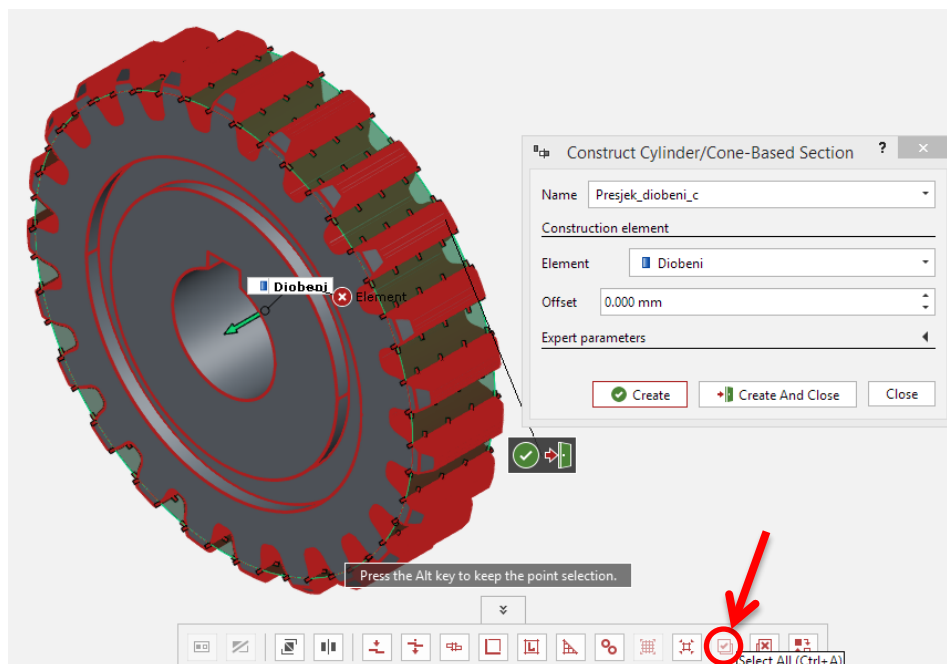 Construct Cylinder/Cone-Based Section ?
Name Presjek_diobeni_c
Construction element
Element Diobeni
Offset 0.000 mm
Expert parameters
Create Create And Close Close
Diobeni
Element
Press the Alt key to keep the point selection.
Select All (Ctrl+A)